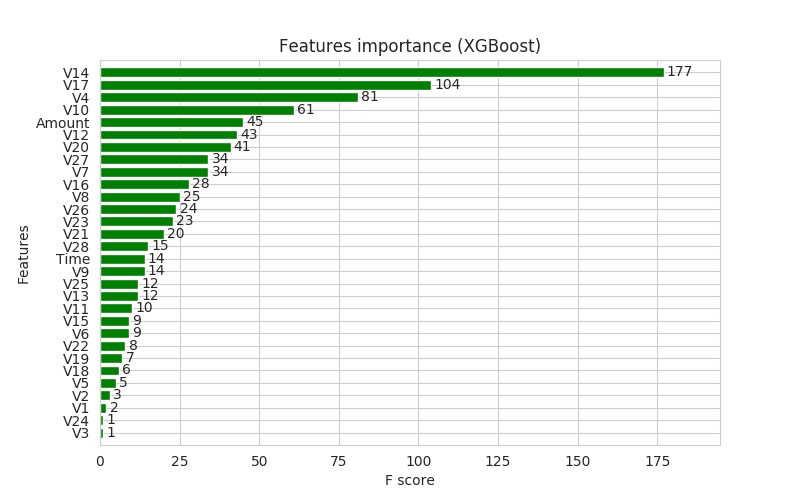 Features importance (XGBoost)
V14 177
V17 104
V4 81
V10 61
Amount 45
V12 43
V20 41
V27 34
V7 34
V16 28
V8 25
V26 24
V23 23
V21 20
V28 15
Time 14
V9 14
V25 12
V13 12
V11 10
V15 9
V6 9
V22 8
V19 7
V18 6
V5 5
V2 3
V1 2
V24 1
V3 1
Features
0 25 50 75 100 125 150 175
F score